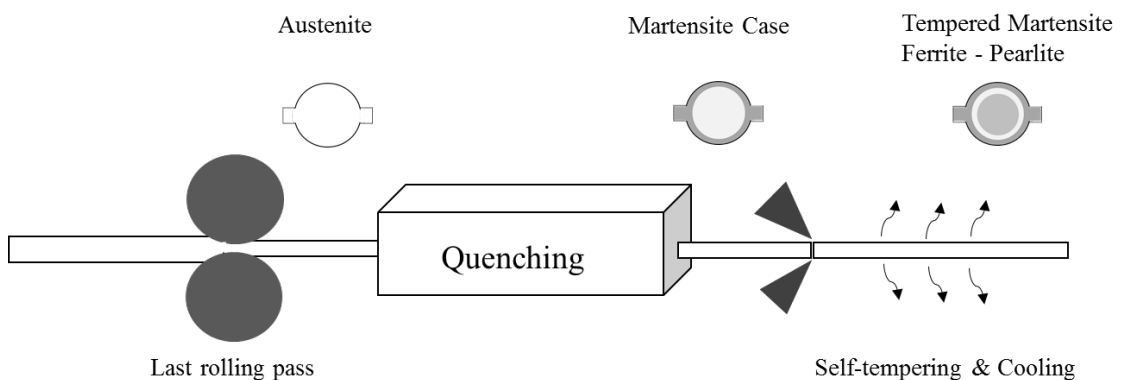 Austenite
Martensite Case
Tempered Martensite
Ferrite - Pearlite
Quenching
Last rolling pass
Self-tempering & Cooling